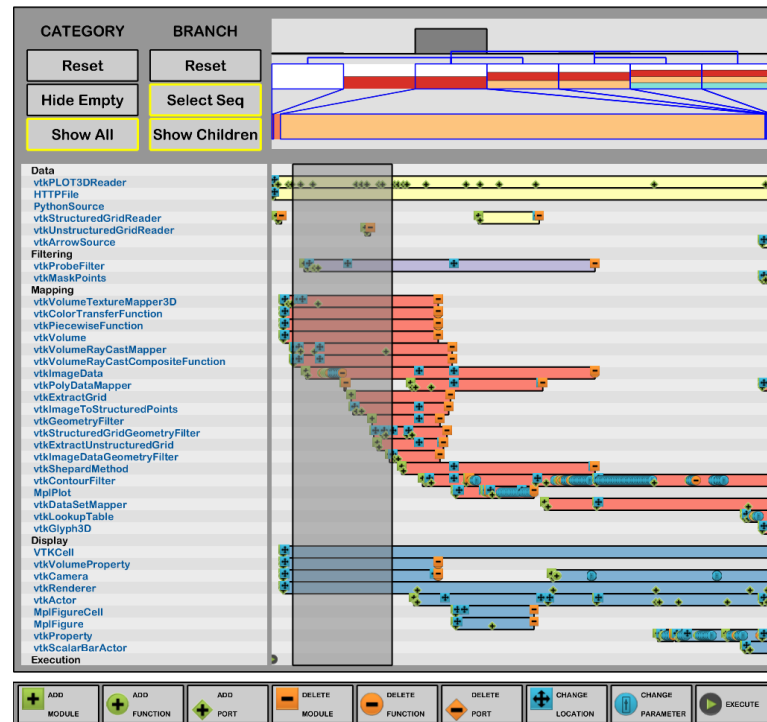 CATEGORY BRANCH
Reset Reset
Hide Empty Select Seq
Show All Show Children
Data
vtkPLOT3DReader
HTTPFile
PythonSource
vtkStructuredGridReader
vtkUnstructuredGridReader
vtkArrowSource
Filtering
vtkProbeFilter
vtkMaskPoints
Mapping
vtkVolumeTextureMapper3D
vtkColorTransferFunction
vtkPiecewiseFunction
vtkVolume
vtkVolumeRayCastMapper
vtkVolumeRayCastCompositeFunction
vtkImageData
vtkPolyDataMapper
vtkExtractGrid
vtkImageToStructuredPoints
vtkGeometryFilter
vtkStructuredGridGeometryFilter
vtkExtractUnstructuredGrid
vtkImageDataGeometryFilter
vtkShepardMethod
vtkContourFilter
MplPlot
vtkDataSetMapper
vtkLookupTable
vtkGlyph3D
Display
VTKCell
vtkVolumeProperty
vtkCamera
vtkRenderer
vtkActor
MplFigureCell
MplFigure
vtkProperty
vtkScalarBarActor
Execution
ADD MODULE
ADD FUNCTION
ADD PORT
DELETE MODULE
DELETE FUNCTION
DELETE PORT
CHANGE LOCATION
CHANGE PARAMETER
EXECUTE